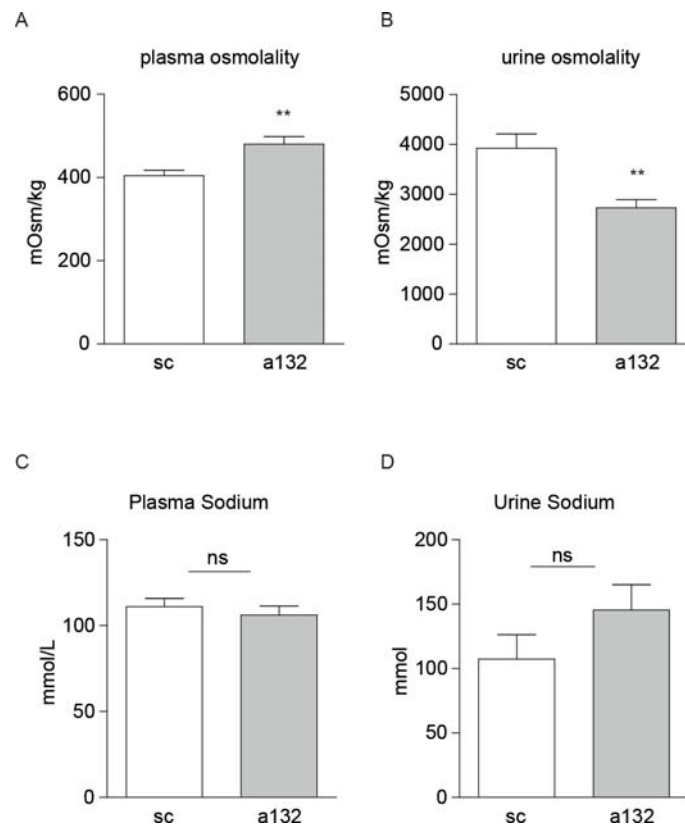 A
plasma osmolality
600
400
200
0
mOsm/kg
**
sc
a132
B
urine osmolality
5000
4000
3000
2000
1000
0
mOsm/kg
**
sc
a132
C
Plasma Sodium
150
100
50
0
mmol/L
ns
sc
a132
D
Urine Sodium
200
150
100
50
0
mmol
ns
sc
a132